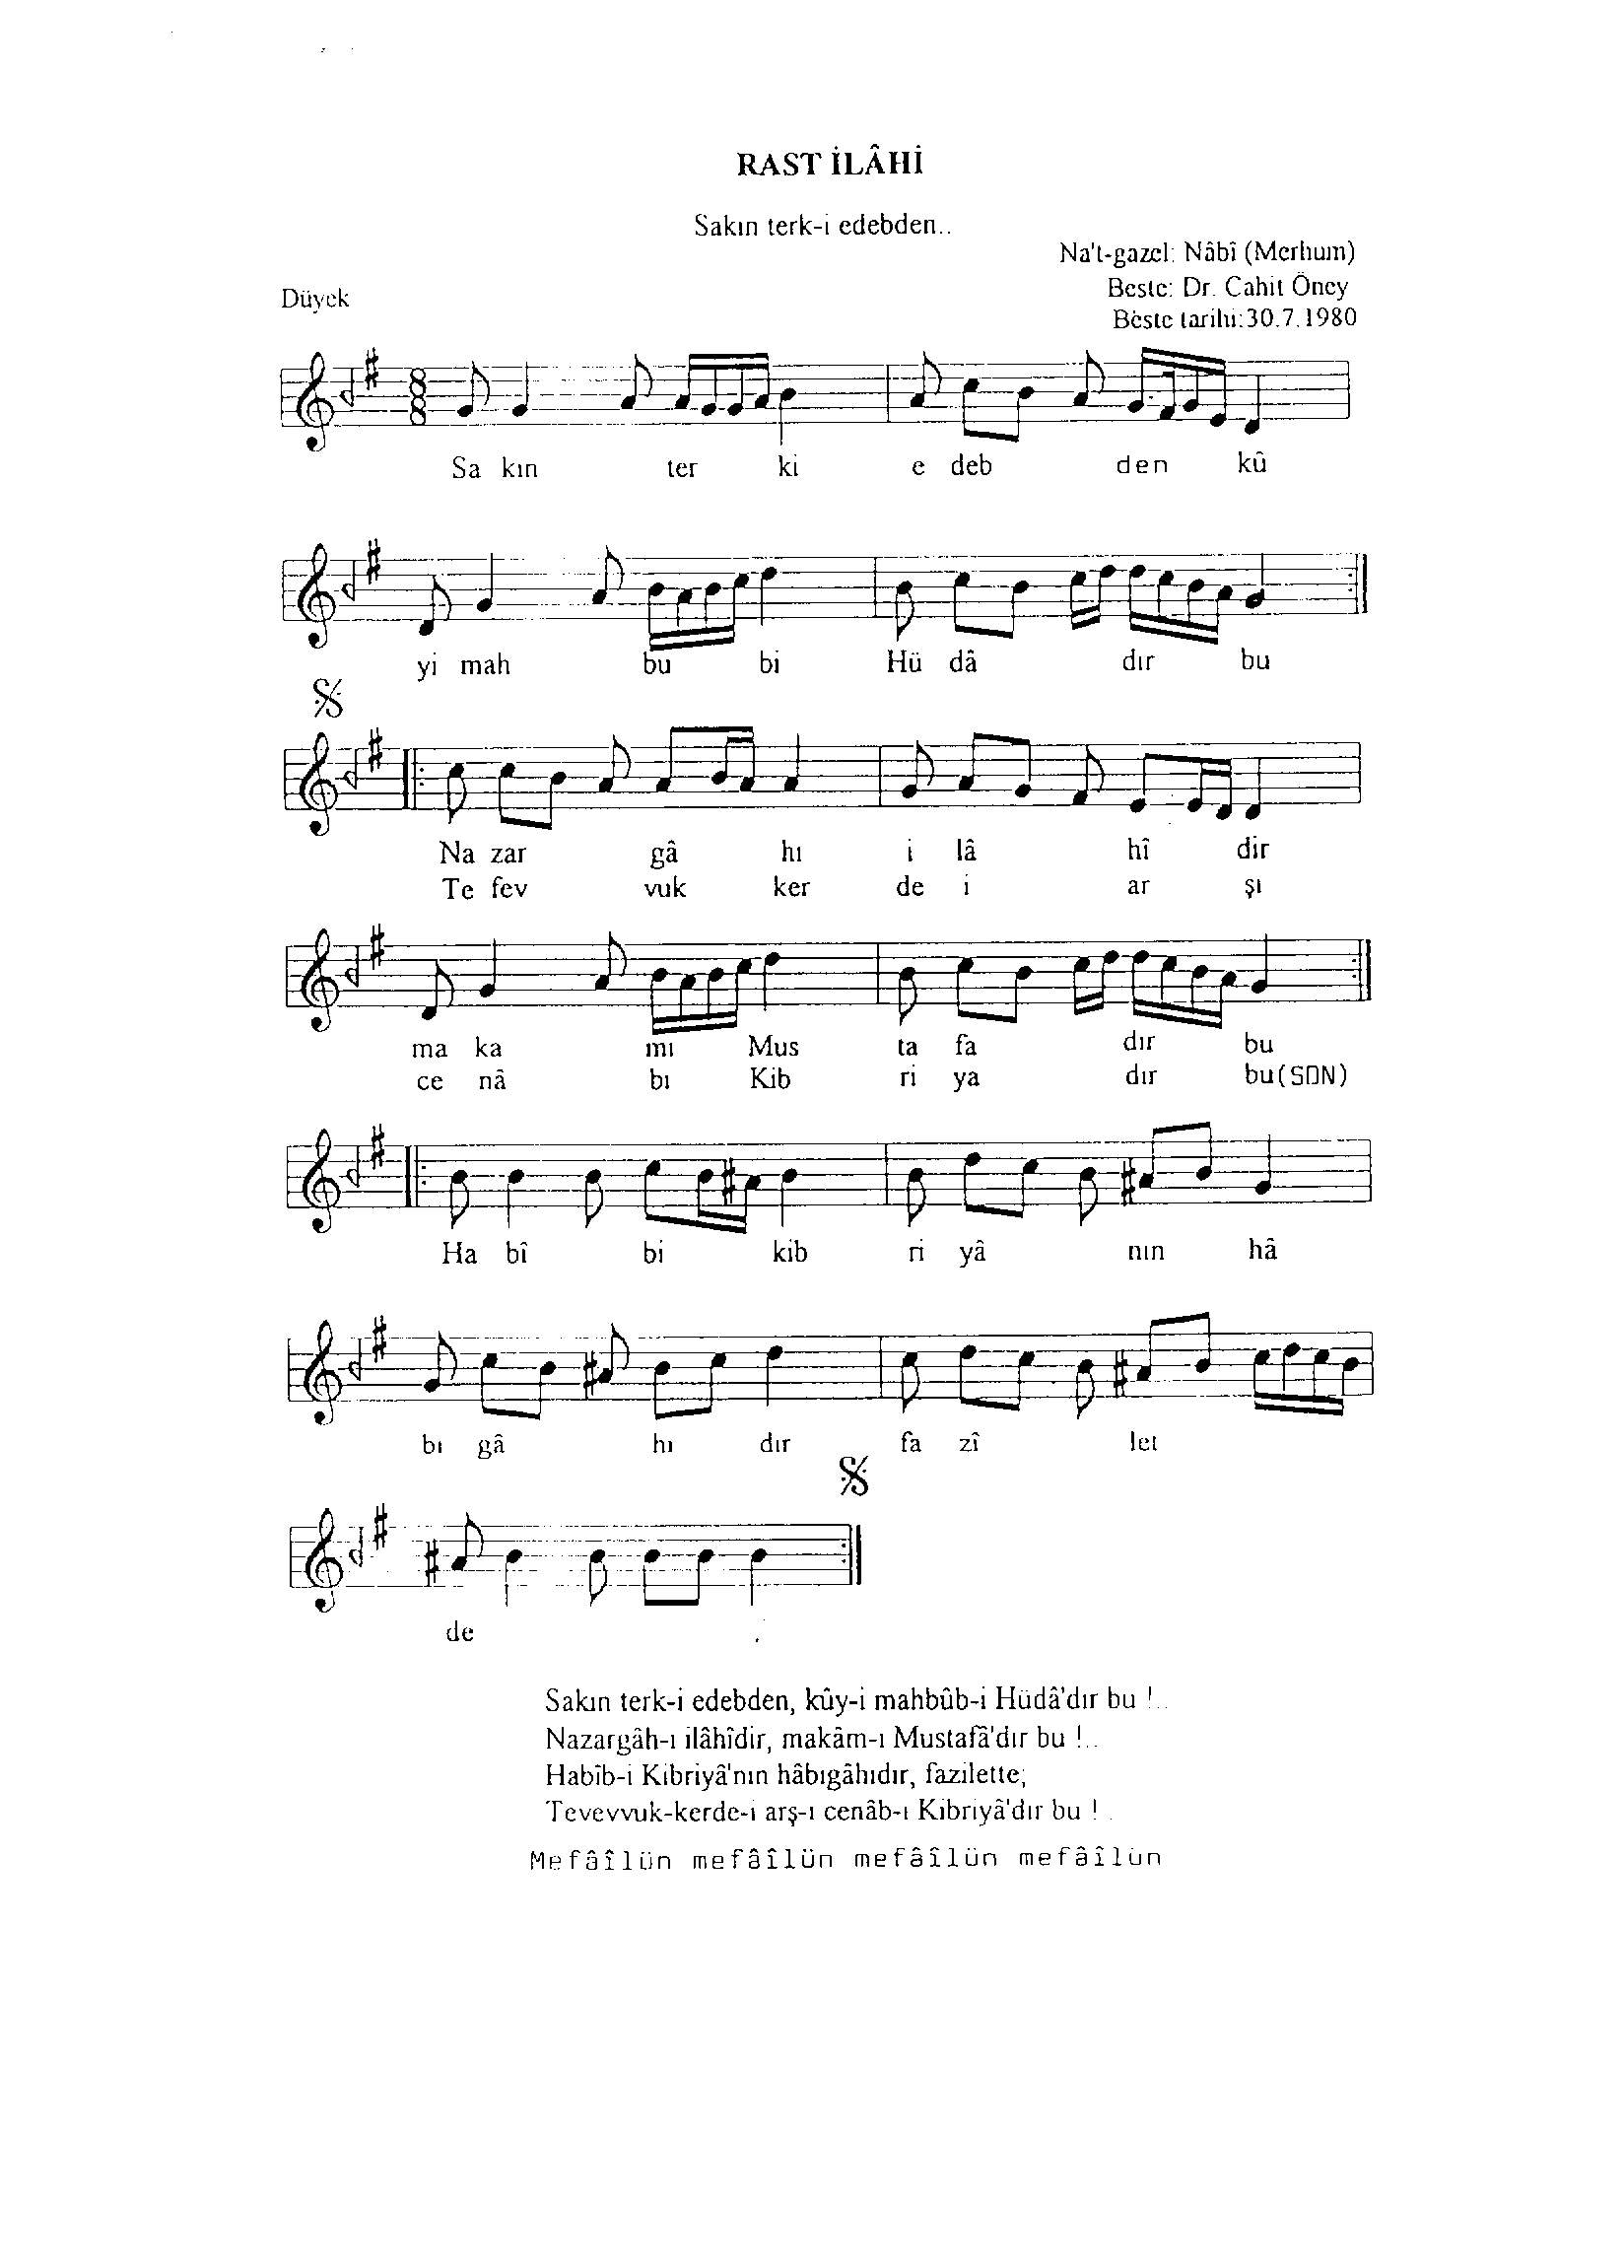 RAST İLÂHİ
Sakın terk-i edebden..
Na't-gazel: Nâbî (Merhum)
Düyek
Beste: Dr. Cahit Öney
Beste tarihi:30.7.1980
8 8
Sa kın ter ki e deb den kû
yi mah bu bi Hü dâ dır bu
Na zar gâ hı i lâ hî dir
Te fev vuk ker de i ar şı
ma ka mı Mus ta fa dır bu
ce nâ bı Kib ri ya dır bu(SON)
Ha bî bi kib ri yâ nın hâ
bı gâ hı dır fa zî let
de
Sakın terk-i edebden, kûy-i mahbûb-i Hüdâ'dır bu !..
Nazargâh-ı ilâhîdir, makâm-ı Mustafâ'dır bu !..
Habîb-i Kibriyâ'nın hâbıgâhıdır, fazilette;
Tevevvuk-kerde-i arş-ı cenâb-ı Kibriyâ'dır bu !
Mefâîlün mefâîlün mefâîlün mefâîlün